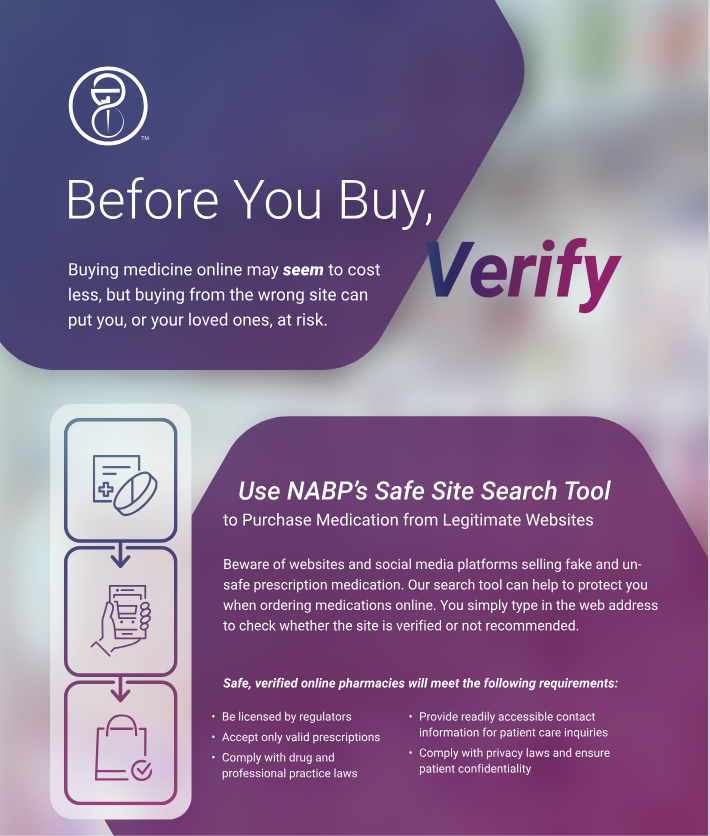 TM
Before You Buy,
Verify
Buying medicine online may seem to cost
less, but buying from the wrong site can
put you, or your loved ones, at risk.
Use NABP's Safe Site Search Tool
to Purchase Medication from Legitimate Websites
Beware of websites and social media platforms selling fake and un-
safe prescription medication. Our search tool can help to protect you
when ordering medications online. You simply type in the web address
to check whether the site is verified or not recommended.
Safe, verified online pharmacies will meet the following requirements:
• Be licensed by regulators
• Accept only valid prescriptions
• Comply with drug and
professional practice laws
• Provide readily accessible contact
information for patient care inquiries
• Comply with privacy laws and ensure
patient confidentiality